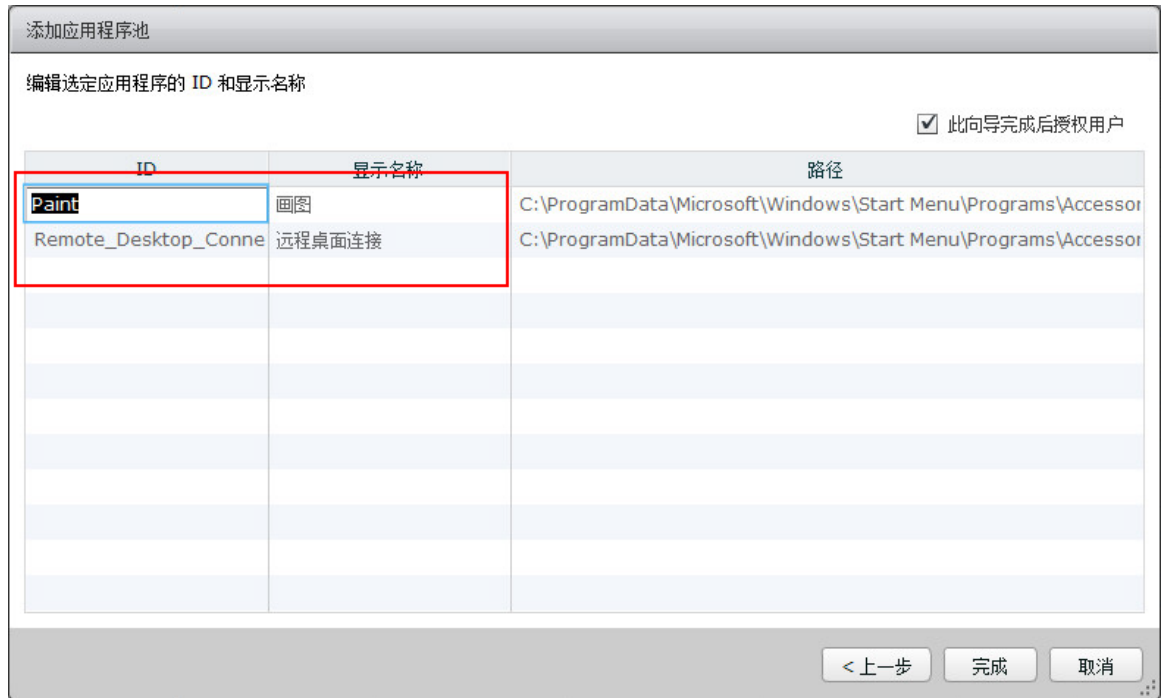 添加应用程序池
编辑选定应用程序的 ID 和显示名称
此向导完成后授权用户
ID 显示名称 路径
Paint 画图 C:\ProgramData\Microsoft\Windows\Start Menu\Programs\Accessor
Remote_Desktop_Conne 远程桌面连接 C:\ProgramData\Microsoft\Windows\Start Menu\Programs\Accessor
< 上一步 完成 取消